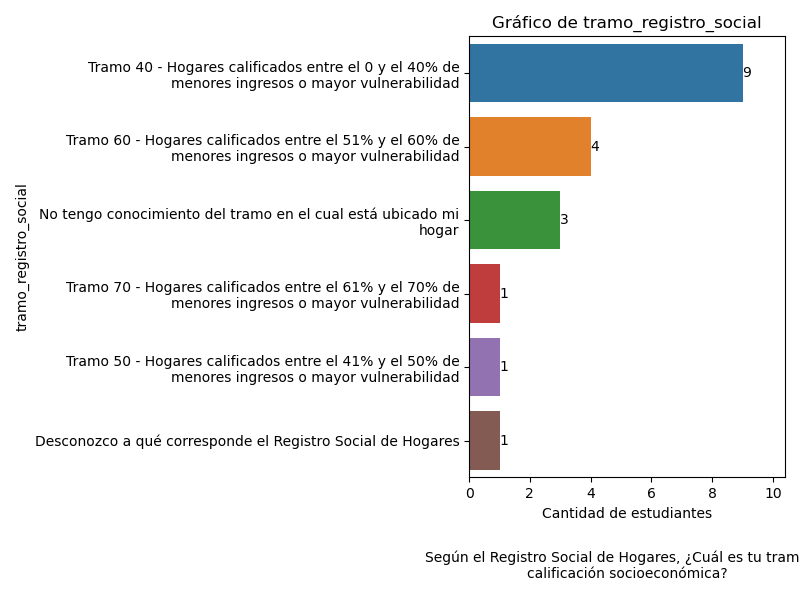 Gráfico de tramo_registro_social
Tramo 40 - Hogares calificados entre el 0 y el 40% de
menores ingresos o mayor vulnerabilidad
9
Tramo 60 - Hogares calificados entre el 51% y el 60% de
menores ingresos o mayor vulnerabilidad
4
No tengo conocimiento del tramo en el cual está ubicado mi
hogar
3
Tramo 70 - Hogares calificados entre el 61% y el 70% de
menores ingresos o mayor vulnerabilidad
1
Tramo 50 - Hogares calificados entre el 41% y el 50% de
menores ingresos o mayor vulnerabilidad
1
Desconozco a qué corresponde el Registro Social de Hogares
1
tramo_registro_social
0 2 4 6 8 10
Cantidad de estudiantes
Según el Registro Social de Hogares, ¿Cuál es tu tram
calificación socioeconómica?